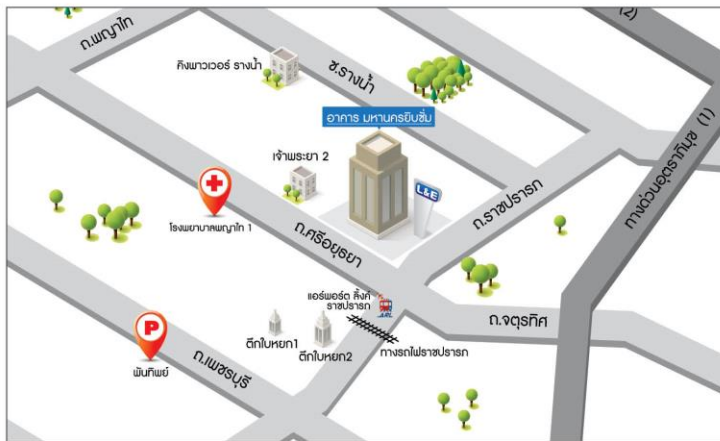 (2)
ถ.พญาไท
คิงพาวเวอร์ รางน้ำ
ซ.รางน้ำ
อาคาร มหานครยิบซั่ม
ทางด่วนอุตราภิมุข (1)
เจ้าพระยา 2
L&E
ถ.ราชปรารภ
โรงพยาบาลพญาไท 1
ถ.ศรีอยุธยา
แอร์พอร์ต ลิ้งค์
ราชปรารภ
ARL
ถ.จตุรทิศ
P
ตึกใบหยก1
ตึกใบหยก2
ทางรถไฟราชปรารภ
พันทิพย์
ถ.เพชรบุรี